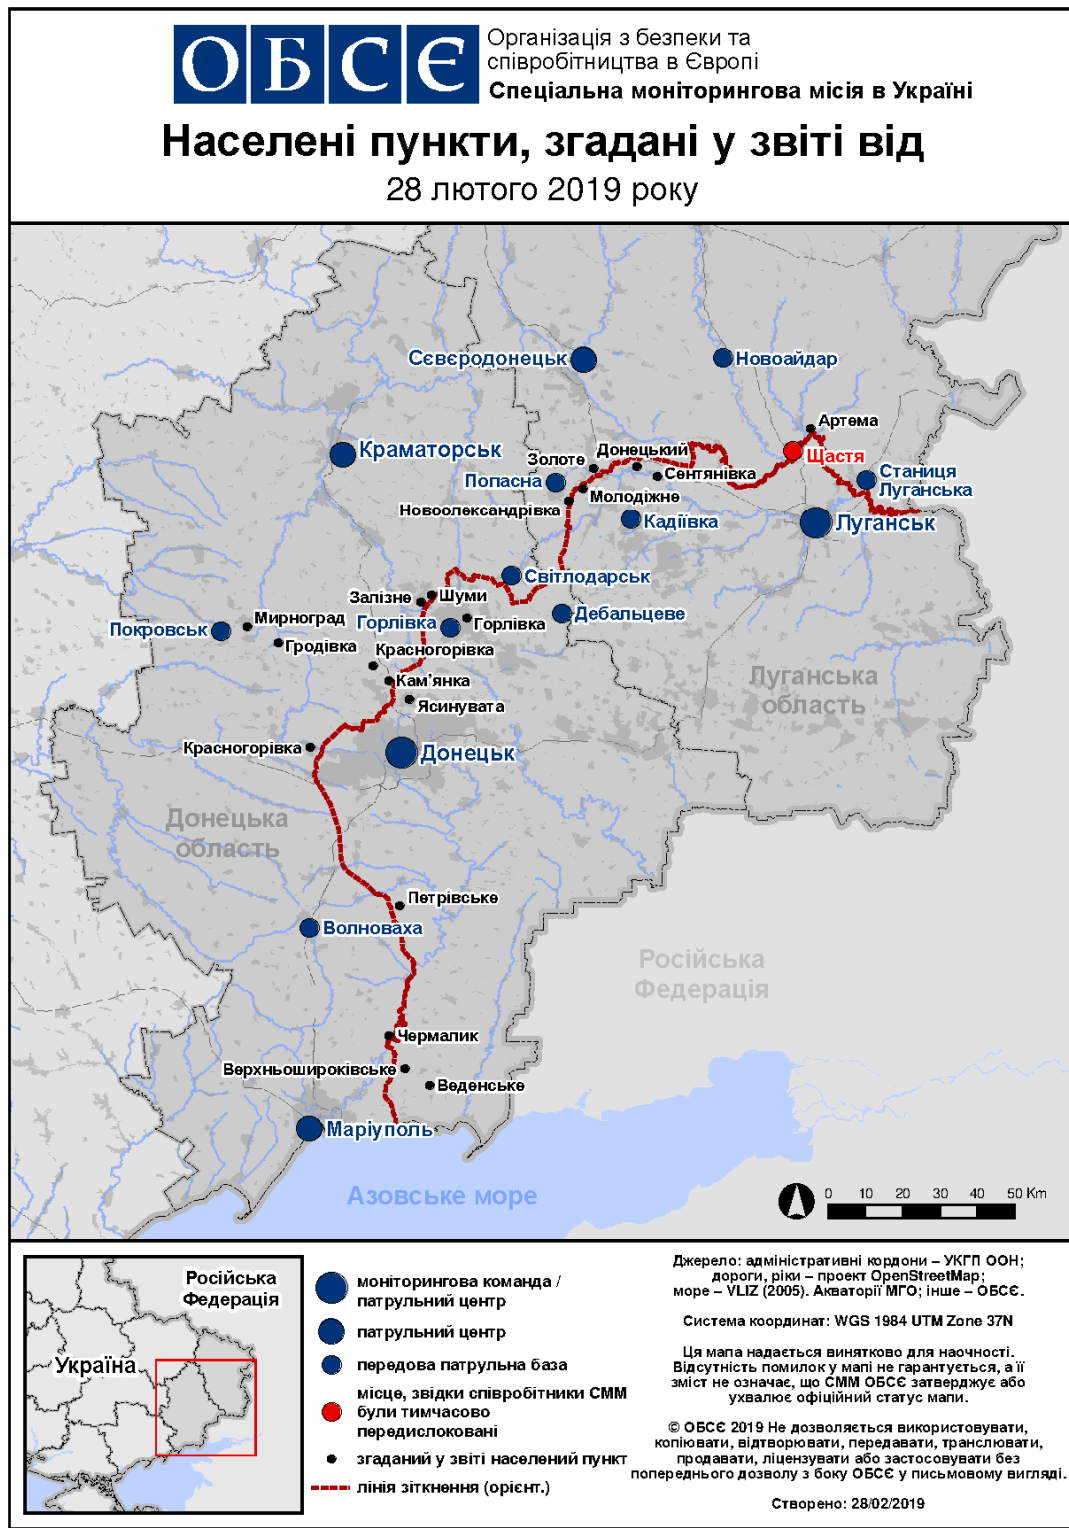 ОБСЄ
Організація з безпеки та
співробітництва в Європі
Спеціальна моніторингова місія в Україні
Населені пункти, згадані у звіті від
28 лютого 2019 року
Сєвєродонецьк
Новоайдар
Артема
Краматорськ
Щастя
Золоте
Донецький
Сентянівка
Станиця
Луганська
Попасна
Молодіжне
Новоолександрівка
Кадіївка
Луганськ
Світлодарськ
Залізне
Шуми
Дебальцеве
Мирноград
Горлівка
Горлівка
Покровськ
Гродівка
Красногорівка
Кам'янка
Луганська
область
Ясинувата
Красногорівка
Донецьк
Донецька
область
Петрівське
Волноваха
Російська
Федерація
Чермалик
Верхньошироківське
Веденське
Маріуполь
Азовське море
0 10 20 30 40 50 Km
Російська
Федерація
Україна
моніторингова команда /
патрульний центр
патрульний центр
передова патрульна база
місце, звідки співробітники СММ
були тимчасово
передислоковані
згаданий у звіті населений пункт
лінія зіткнення (орієнт.)
Джерело: адміністративні кордони – УКГП ООН;
дороги, ріки – проект OpenStreetMap;
море – VLIZ (2005). Акваторії МГО; інше – ОБСЄ.
Система координат: WGS 1984 UTM Zone 37N
Ця мапа надається винятково для наочності.
Відсутність помилок у мапі не гарантується, а її
зміст не означає, що СММ ОБСЄ затверджує або
ухвалює офіційний статус мапи.
© ОБСЄ 2019 Не дозволяється використовувати,
копіювати, відтворювати, передавати, транслювати,
продавати, ліцензувати або застосовувати без
попереднього дозволу з боку ОБСЄ у письмовому вигляді.
Створено: 28/02/2019